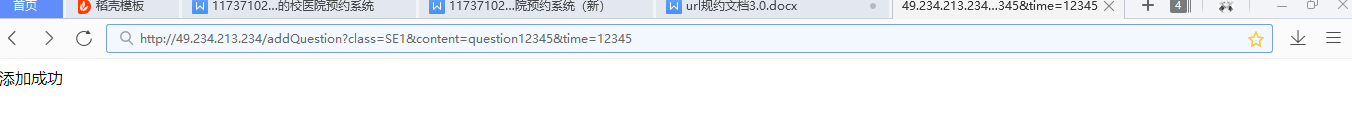 首页
稻壳模板
11737102...的校医院预约系统
11737102...院预约系统（新）
url规约文档3.0.docx
49.234.213.234...345&time=12345
4
http://49.234.213.234/addQuestion?class=SE1&content=question12345&time=12345
添加成功